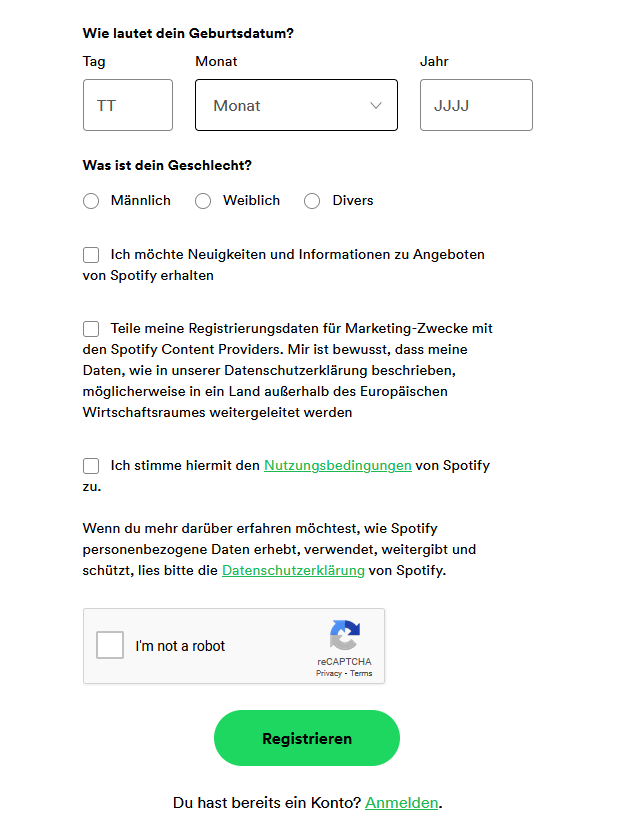 Wie lautet dein Geburtsdatum?
Tag Monat Jahr
TT Monat JJJJ
Was ist dein Geschlecht?
Männlich Weiblich Divers
Ich möchte Neuigkeiten und Informationen zu Angeboten
von Spotify erhalten
Teile meine Registrierungsdaten für Marketing-Zwecke mit
den Spotify Content Providers. Mir ist bewusst, dass meine
Daten, wie in unserer Datenschutzerklärung beschrieben,
möglicherweise in ein Land außerhalb des Europäischen
Wirtschaftsraumes weitergeleitet werden
Ich stimme hiermit den Nutzungsbedingungen von Spotify
zu.
Wenn du mehr darüber erfahren möchtest, wie Spotify
personenbezogene Daten erhebt, verwendet, weitergibt und
schützt, lies bitte die Datenschutzerklärung von Spotify.
I'm not a robot
reCAPTCHA
Privacy - Terms
Registrieren
Du hast bereits ein Konto? Anmelden.